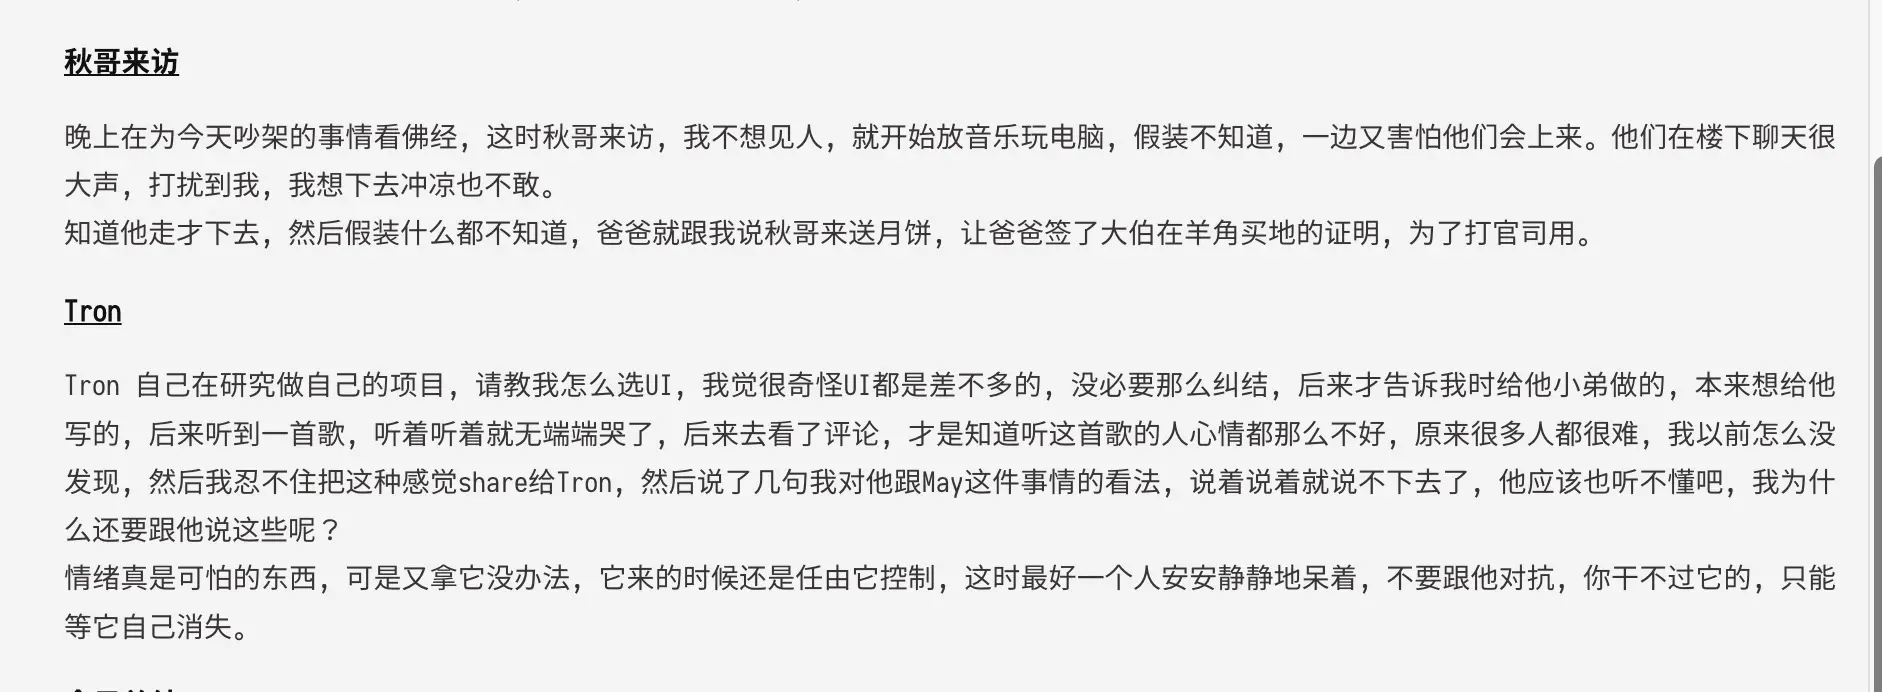 秋哥来访
晚上在为今天吵架的事情看佛经，这时秋哥来访，我不想见人，就开始放音乐玩电脑，假装不知道，一边又害怕他们会上来。他们在楼下聊天很
大声，打扰到我，我想下去冲凉也不敢。
知道他走才下去，然后假装什么都不知道，爸爸就跟我说秋哥来送月饼，让爸爸签了大伯在羊角买地的证明，为了打官司用。
Tron
Tron 自己在研究做自己的项目，请教我怎么选UI，我觉很奇怪UI都是差不多的，没必要那么纠结，后来才告诉我时给他小弟做的，本来想给他
写的，后来听到一首歌，听着听着就无端端哭了，后来去看了评论，才是知道听这首歌的人心情都那么不好，原来很多人都很难，我以前怎么没
发现，然后我忍不住把这种感觉share给Tron，然后说了几句我对他跟May这件事情的看法，说着说着就说不下去了，他应该也听不懂吧，我为什
么还要跟他说这些呢？
情绪真是可怕的东西，可是又拿它没办法，它来的时候还是任由它控制，这时最好一个人安安静静地呆着，不要跟他对抗，你干不过它的，只能
等它自己消失。